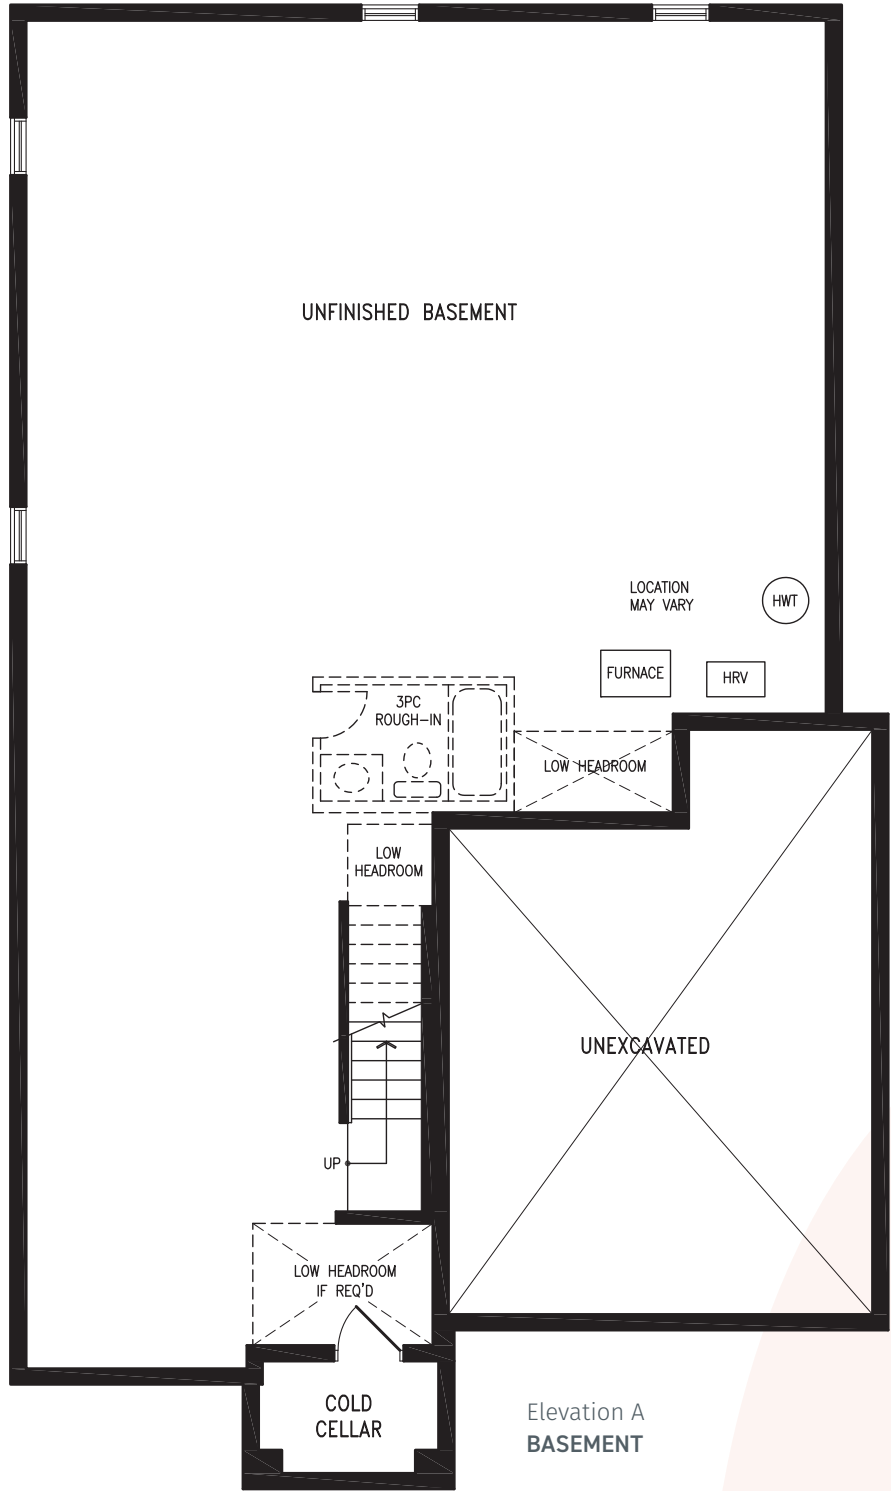 UNFINISHED BASEMENT
LOCATION
MAY VARY
HWT
FURNACE
HRV
3PC
ROUGH-IN
LOW HEADROOM
LOW
HEADROOM
UNEXCAVATED
UP
LOW HEADROOM
IF REQ'D
COLD
CELLAR
Elevation A
BASEMENT